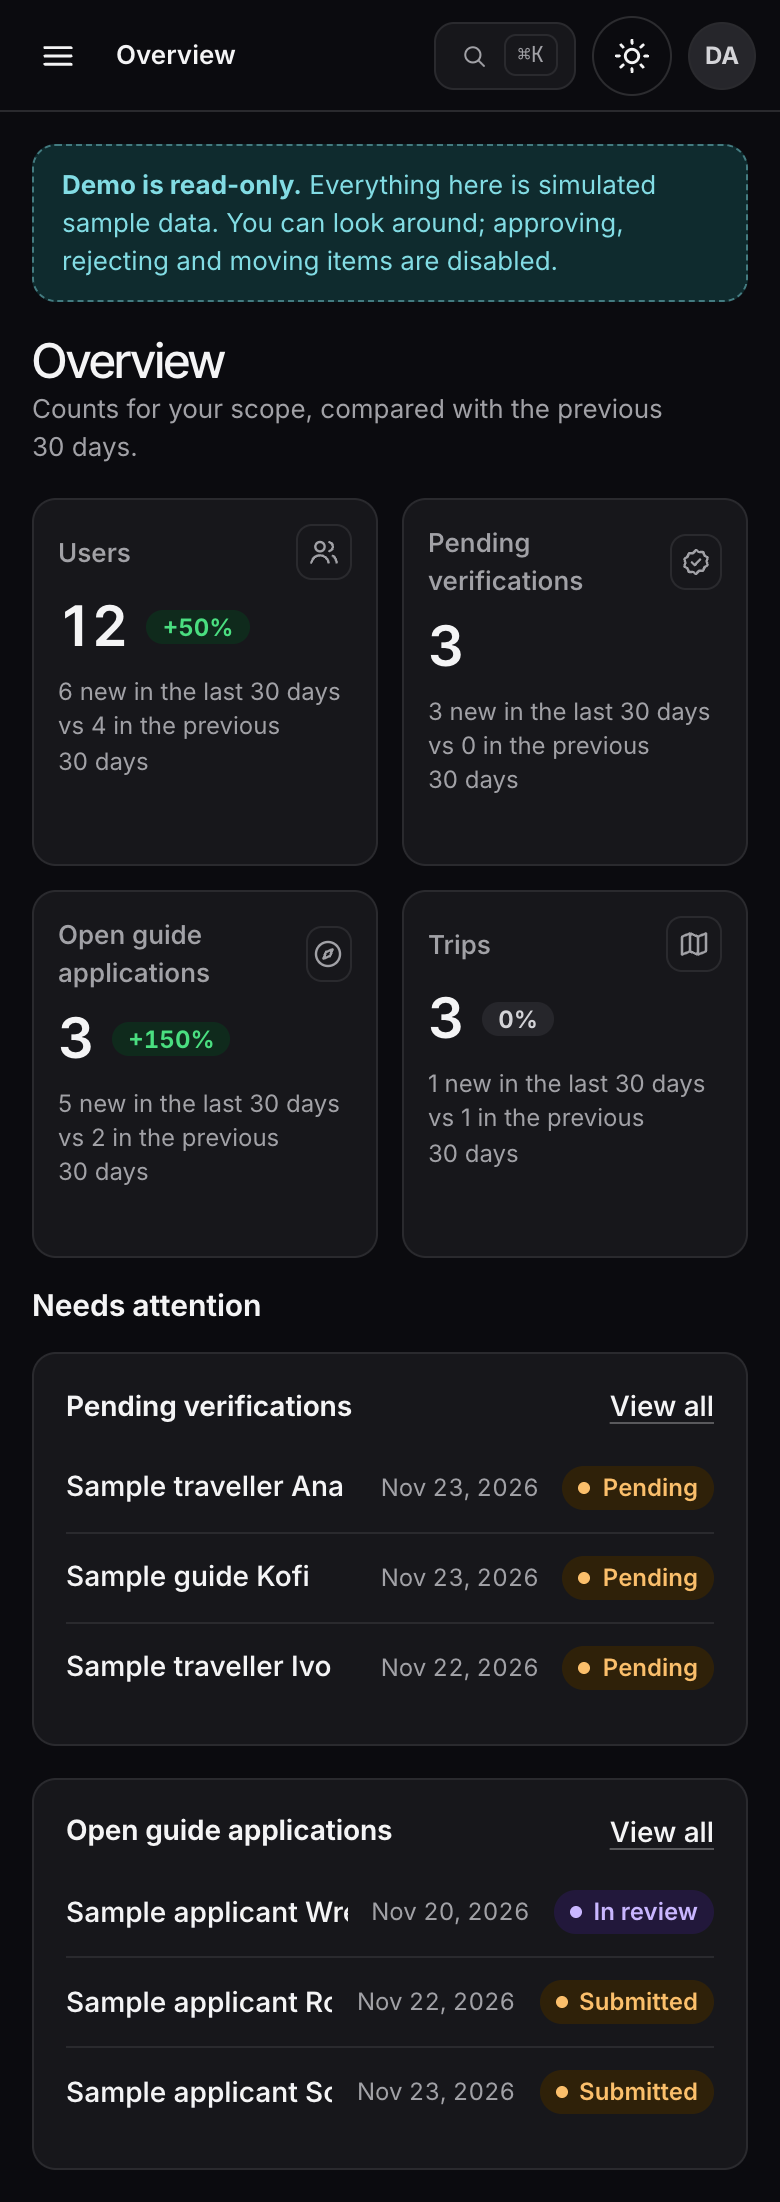 Overview
⌘K
DA
Demo is read-only. Everything here is simulated
sample data. You can look around; approving,
rejecting and moving items are disabled.
Overview
Counts for your scope, compared with the previous
30 days.
Users
12 +50%
6 new in the last 30 days
vs 4 in the previous
30 days
Pending
verifications
3
3 new in the last 30 days
vs 0 in the previous
30 days
Open guide
applications
3 +150%
5 new in the last 30 days
vs 2 in the previous
30 days
Trips
3 0%
1 new in the last 30 days
vs 1 in the previous
30 days
Needs attention
Pending verifications View all
Sample traveller Ana Nov 23, 2026 Pending
Sample guide Kofi Nov 23, 2026 Pending
Sample traveller Ivo Nov 22, 2026 Pending
Open guide applications View all
Sample applicant Nov 20, 2026 In review
Sample applicant Nov 22, 2026 Submitted
Sample applicant Nov 23, 2026 Submitted